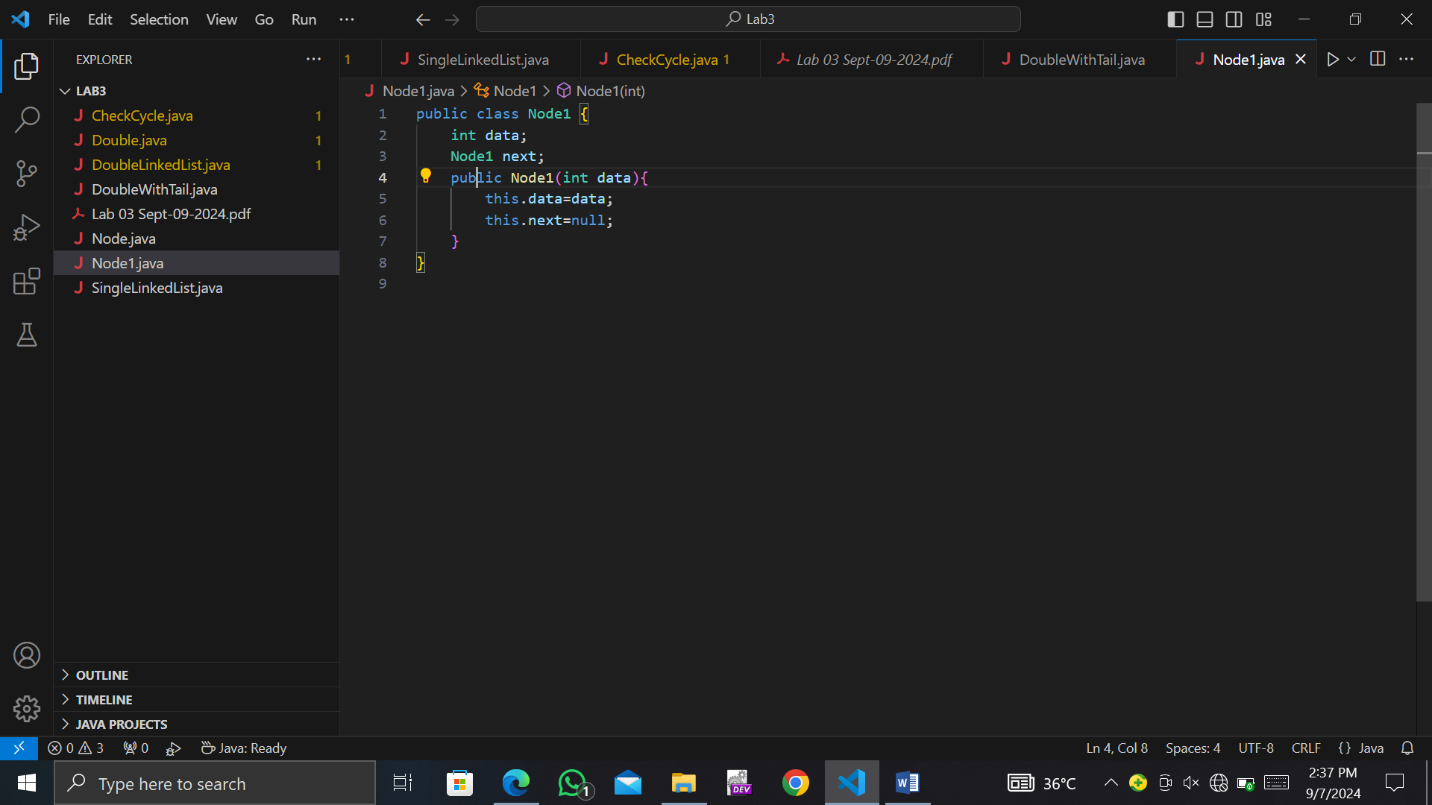 File Edit Selection View Go Run ··· Lab3
EXPLORER ···
1 SingleLinkedList.java CheckCycle.java 1 Lab 03 Sept-09-2024.pdf DoubleWithTail.java Node1.java ···
LAB3
CheckCycle.java 1
Double.java 1
DoubleLinkedList.java 1
DoubleWithTail.java
Lab 03 Sept-09-2024.pdf
Node.java
Node1.java
SingleLinkedList.java
OUTLINE
TIMELINE
JAVA PROJECTS
Node1.java > Node1 > Node1(int)
1 public class Node1 {
2 int data;
3 Node1 next;
4 public Node1(int data){
5 this.data=data;
6 this.next=null;
7 }
8 }
9
0 3 0 Java: Ready Ln 4, Col 8 Spaces: 4 UTF-8 CRLF {} Java
Type here to search 1 DEV W 36°C 2:37 PM
9/7/2024